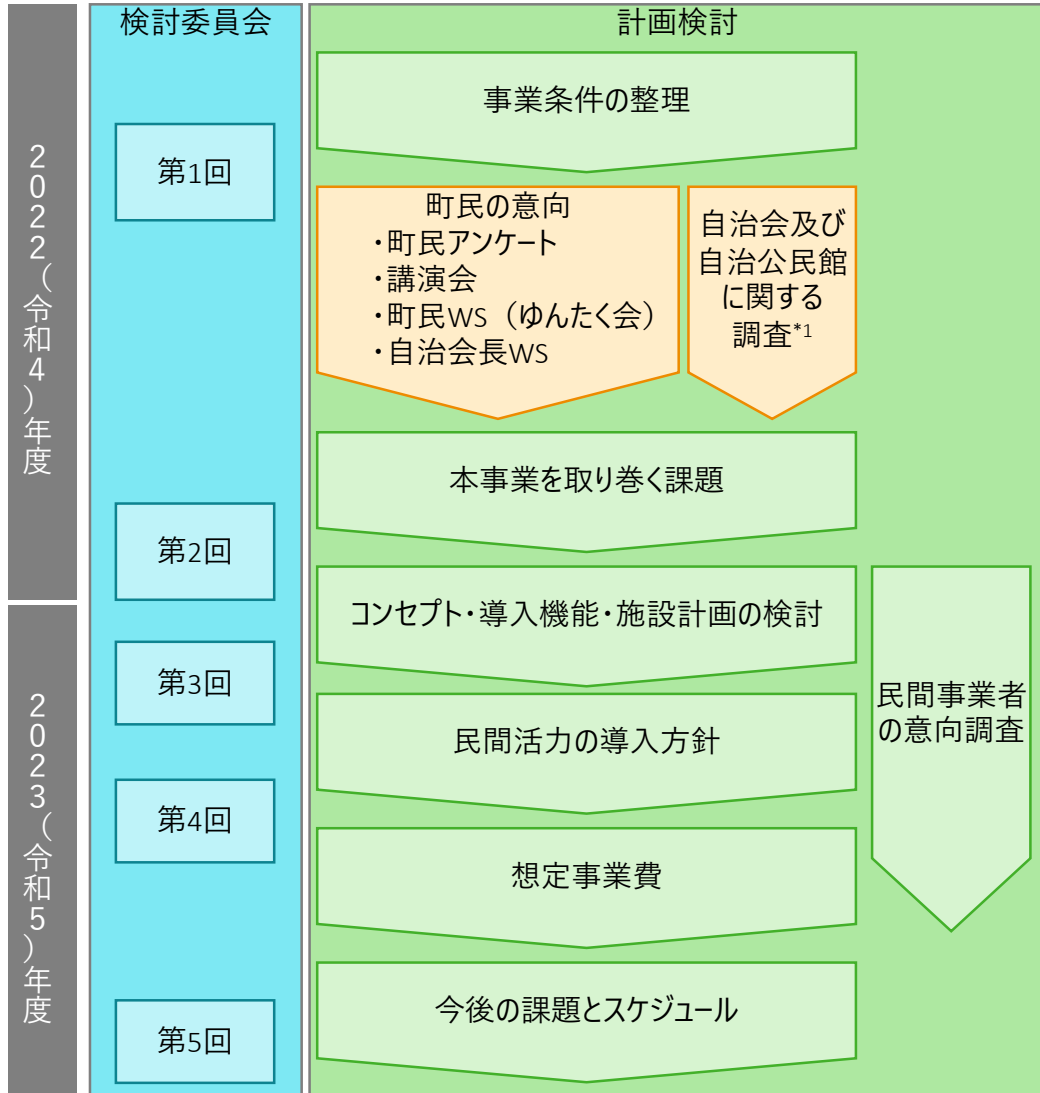 検討委員会
計画検討
2022(令和4)年度
2023(令和5)年度
第1回
第2回
第3回
第4回
第5回
事業条件の整理
町民の意向
・町民アンケート
・講演会
・町民WS（ゆんたく会）
・自治会長WS
自治会及び
自治公民館
に関する
調査*1
本事業を取り巻く課題
コンセプト・導入機能・施設計画の検討
民間活力の導入方針
想定事業費
今後の課題とスケジュール
民間事業者
の意向調査